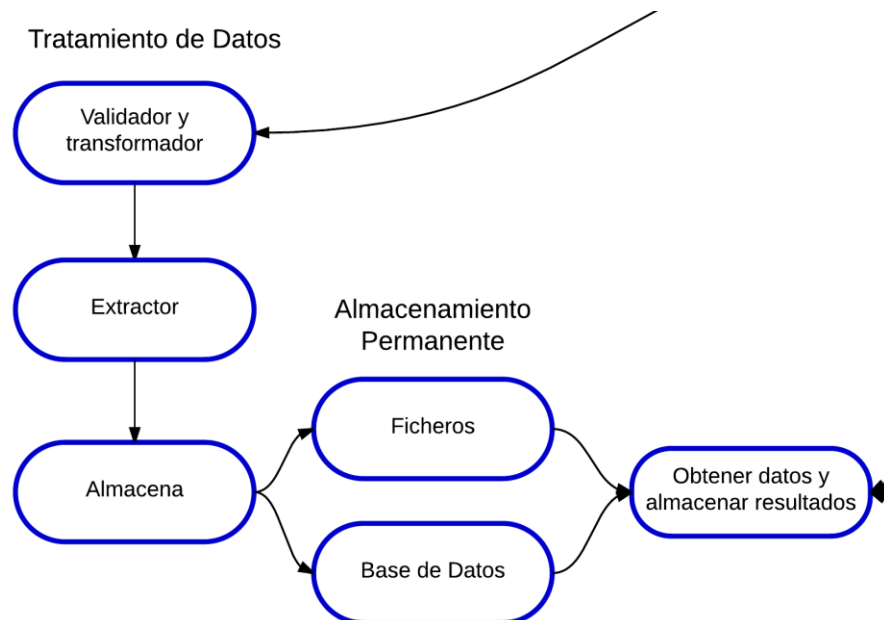 Tratamiento de Datos
Validador y
transformador
Extractor
Almacenamiento
Permanente
Almacena
Ficheros
Base de Datos
Obtener datos y
almacenar resultados